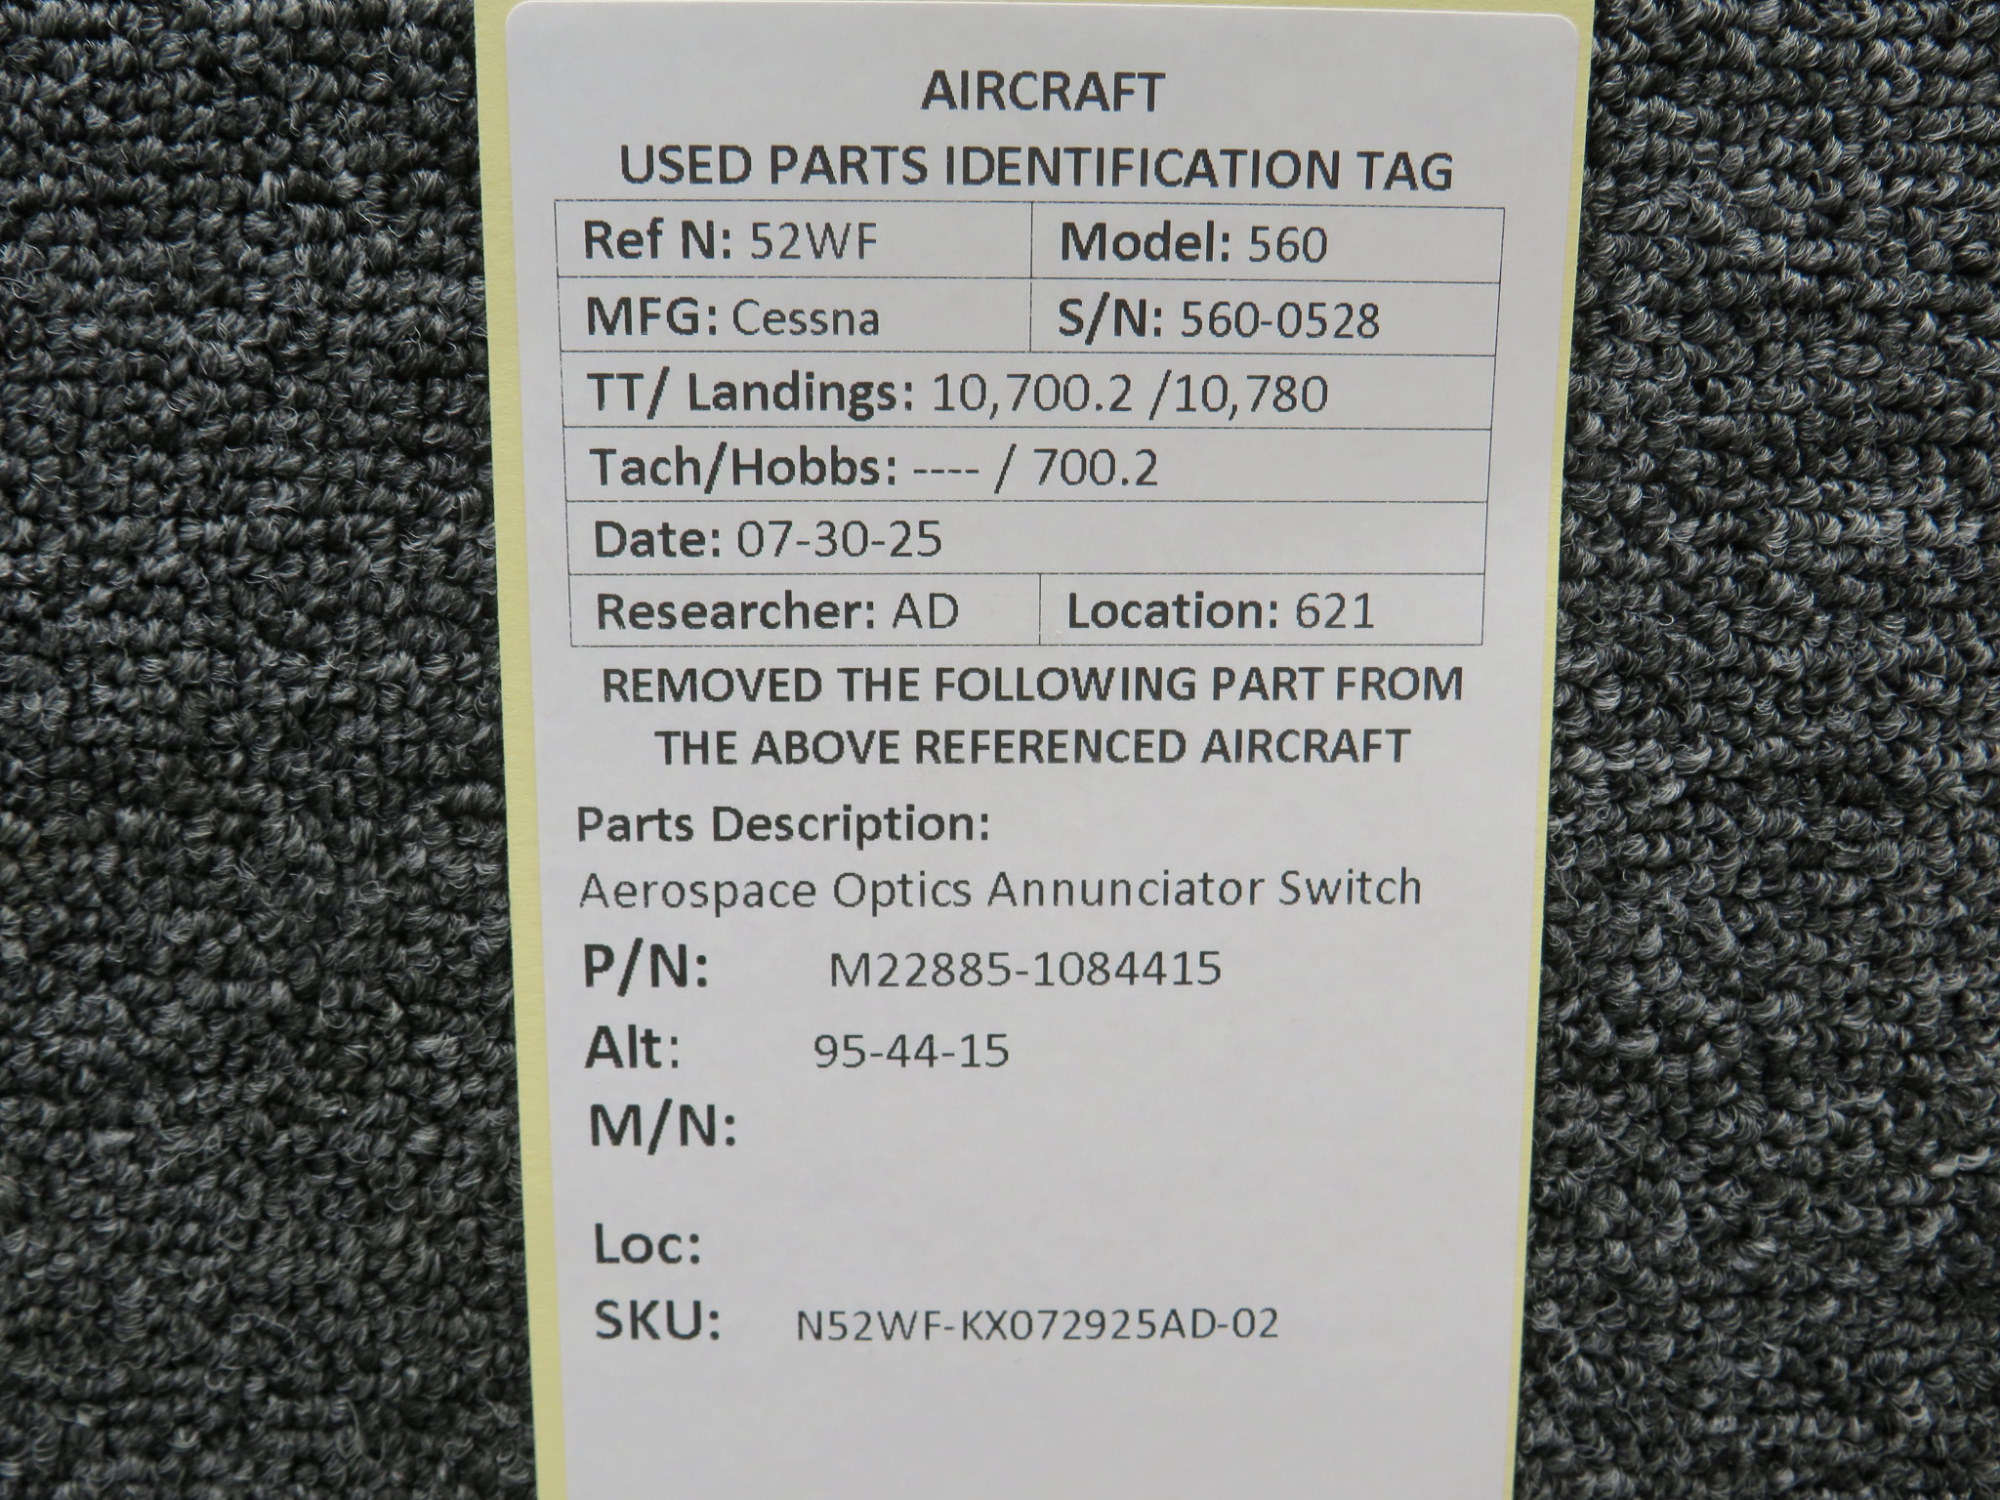 AIRCRAFT
USED PARTS IDENTIFICATION TAG
Ref N: 52WF Model: 560
MFG: Cessna S/N: 560-0528
TT/ Landings: 10,700.2 /10,780
Tach/Hobbs: ---- / 700.2
Date: 07-30-25
Researcher: AD Location: 621
REMOVED THE FOLLOWING PART FROM
THE ABOVE REFERENCED AIRCRAFT
Parts Description:
Aerospace Optics Annunciator Switch
P/N: M22885-1084415
Alt: 95-44-15
M/N:
Loc:
SKU: N52WF-KX072925AD-02